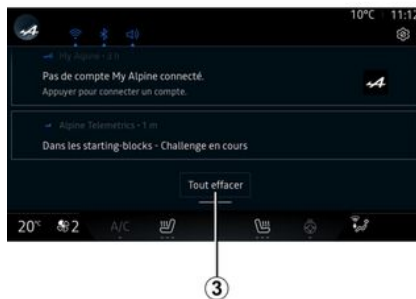 10°C 11:12
My Alpine • 2 h
Pas de compte My Alpine connecté.
Appuyer pour connecter un compte.
Alpine Telemetrics • 1 m
Dans les starting-blocks - Challenge en cours
Tout effacer
20° 2 A/C
3